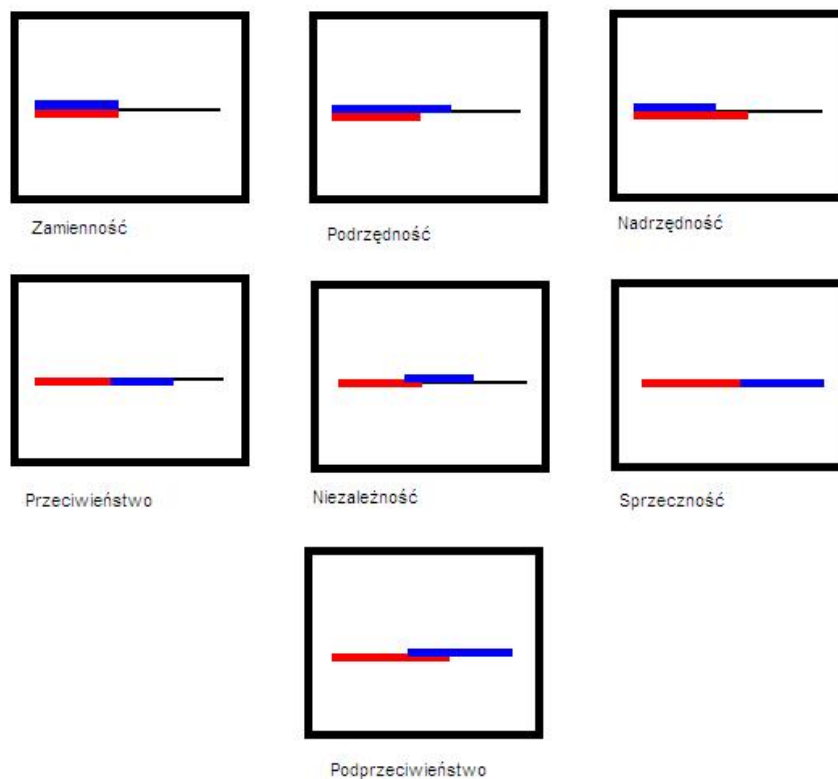 Zamienność
Podrzędność
Nadrzędność
Przeciwieństwo
Niezależność
Sprzeczność
Podprzeciwieństwo